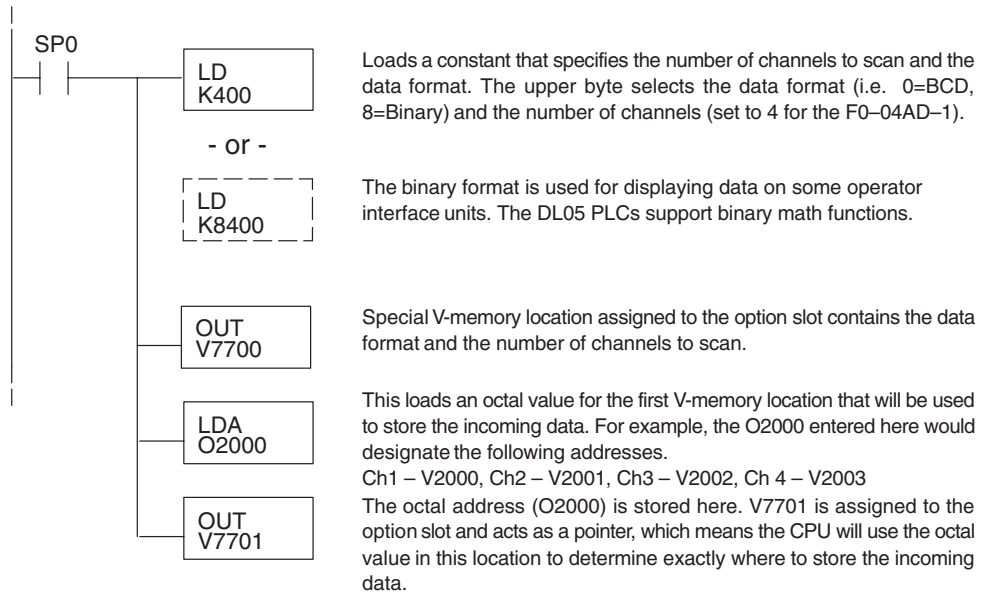 SP0
LD
K400
Loads a constant that specifies the number of channels to scan and the
data format. The upper byte selects the data format (i.e. 0=BCD,
8=Binary) and the number of channels (set to 4 for the F0–04AD–1).
- or -
LD
K8400
The binary format is used for displaying data on some operator
interface units. The DL05 PLCs support binary math functions.
OUT
V7700
Special V-memory location assigned to the option slot contains the data
format and the number of channels to scan.
LDA
O2000
This loads an octal value for the first V-memory location that will be used
to store the incoming data. For example, the O2000 entered here would
designate the following addresses.
Ch1 – V2000, Ch2 – V2001, Ch3 – V2002, Ch 4 – V2003
OUT
V7701
The octal address (O2000) is stored here. V7701 is assigned to the
option slot and acts as a pointer, which means the CPU will use the octal
value in this location to determine exactly where to store the incoming
data.